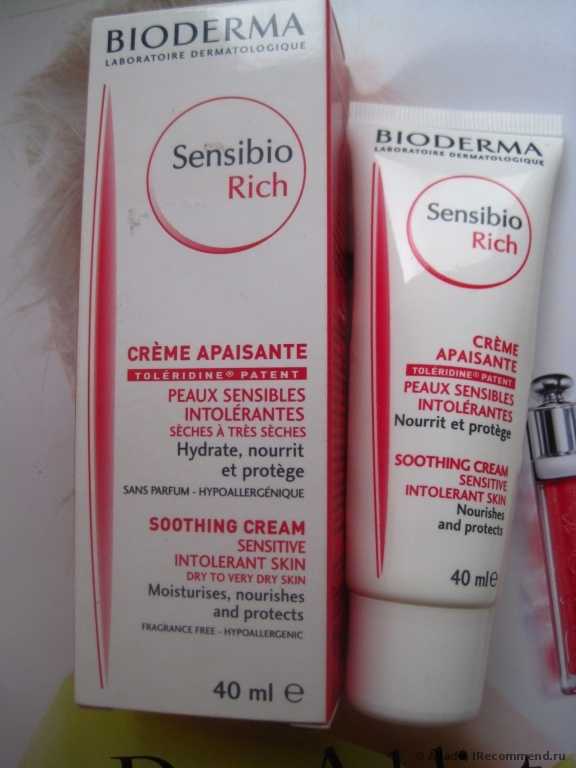 BIODERMA
LABORATOIRE DERMATOLOGIQUE
Sensibio
Rich
CRÈME APAISANTE
TOLÉRIDINE® PATENT
PEAUX SENSIBLES
INTOLÉRANTES
SÈCHES À TRÈS SÈCHES
Hydrate, nourrit
et protège
SANS PARFUM - HYPOALLERGÉNIQUE
SOOTHING CREAM
SENSITIVE
INTOLERANT SKIN
DRY TO VERY DRY SKIN
Moisturises, nourishes
and protects
FRAGRANCE FREE - HYPOALLERGENIC
40 ml ℮
BIODERMA
LABORATOIRE DERMATOLOGIQUE
Sensibio
Rich
CRÈME
APAISANTE
TOLÉRIDINE® PATENT
PEAUX SENSIBLES
INTOLÉRANTES
Nourrit et protège
SOOTHING CREAM
SENSITIVE
INTOLERANT SKIN
Nourishes
and protects
40 ml ℮
IRecommend.ru